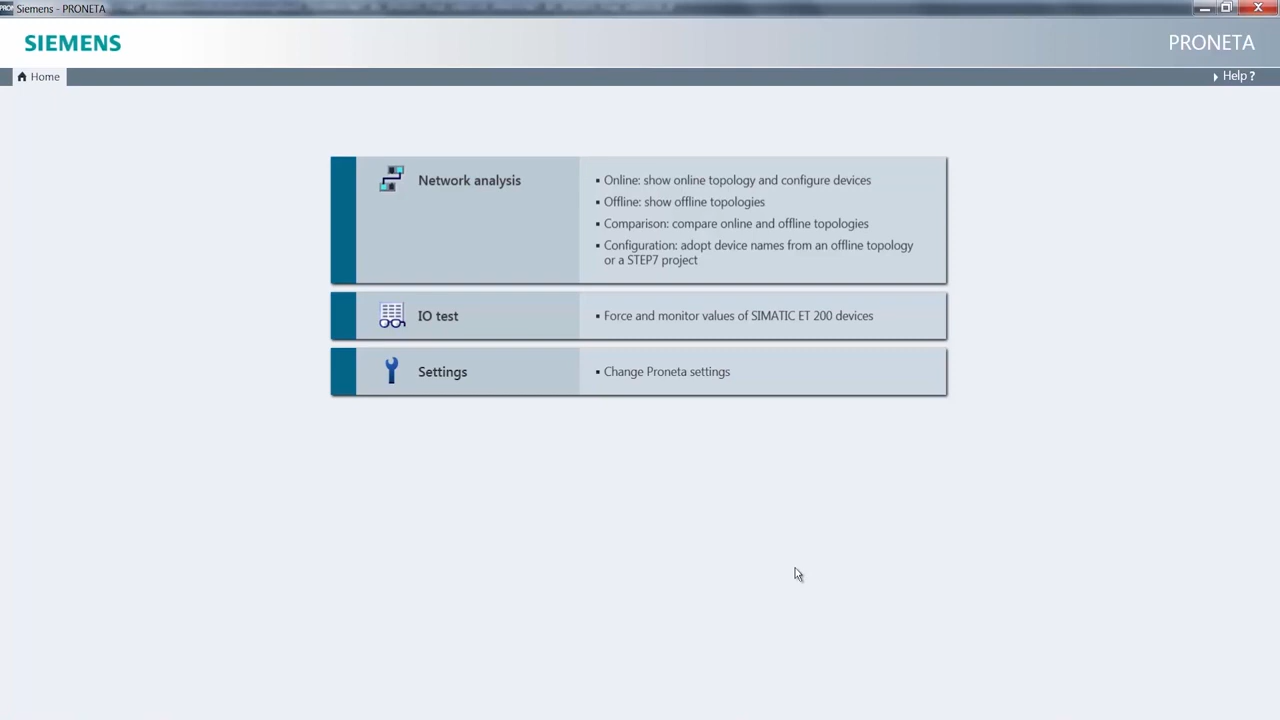 Siemens - PRONETA
SIEMENS
PRONETA
Home
Help ?
Network analysis
▪ Online: show online topology and configure devices
▪ Offline: show offline topologies
▪ Comparison: compare online and offline topologies
▪ Configuration: adopt device names from an offline topology
or a STEP7 project
IO test
▪ Force and monitor values of SIMATIC ET 200 devices
Settings
▪ Change Proneta settings